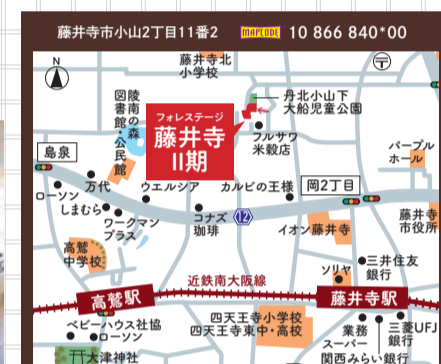 藤井寺市小山2丁目11番2 MAPCODE 10 866 840*00
N
藤井寺北
小学校
丹北小山下
大船児童公園
陵南の森
図書館・公民館
フォレステージ
藤井寺
II期
フルサワ
米穀店
島泉
パープル
ホール
ローソン
万代
ウエルシア
カルビの王様
岡2丁目
しまむら
ワークマン
プラス
コナズ
珈琲
12
イオン藤井寺
藤井寺
市役所
高鷲
中学校
三井住友
銀行
近鉄南大阪線
ソリヤ
高鷲駅
藤井寺駅
ベビーハウス社協
ローソン
四天王寺小学校
四天王寺東中・高校
業務
スーパー
三菱UFJ
銀行
大津神社
関西みらい銀行